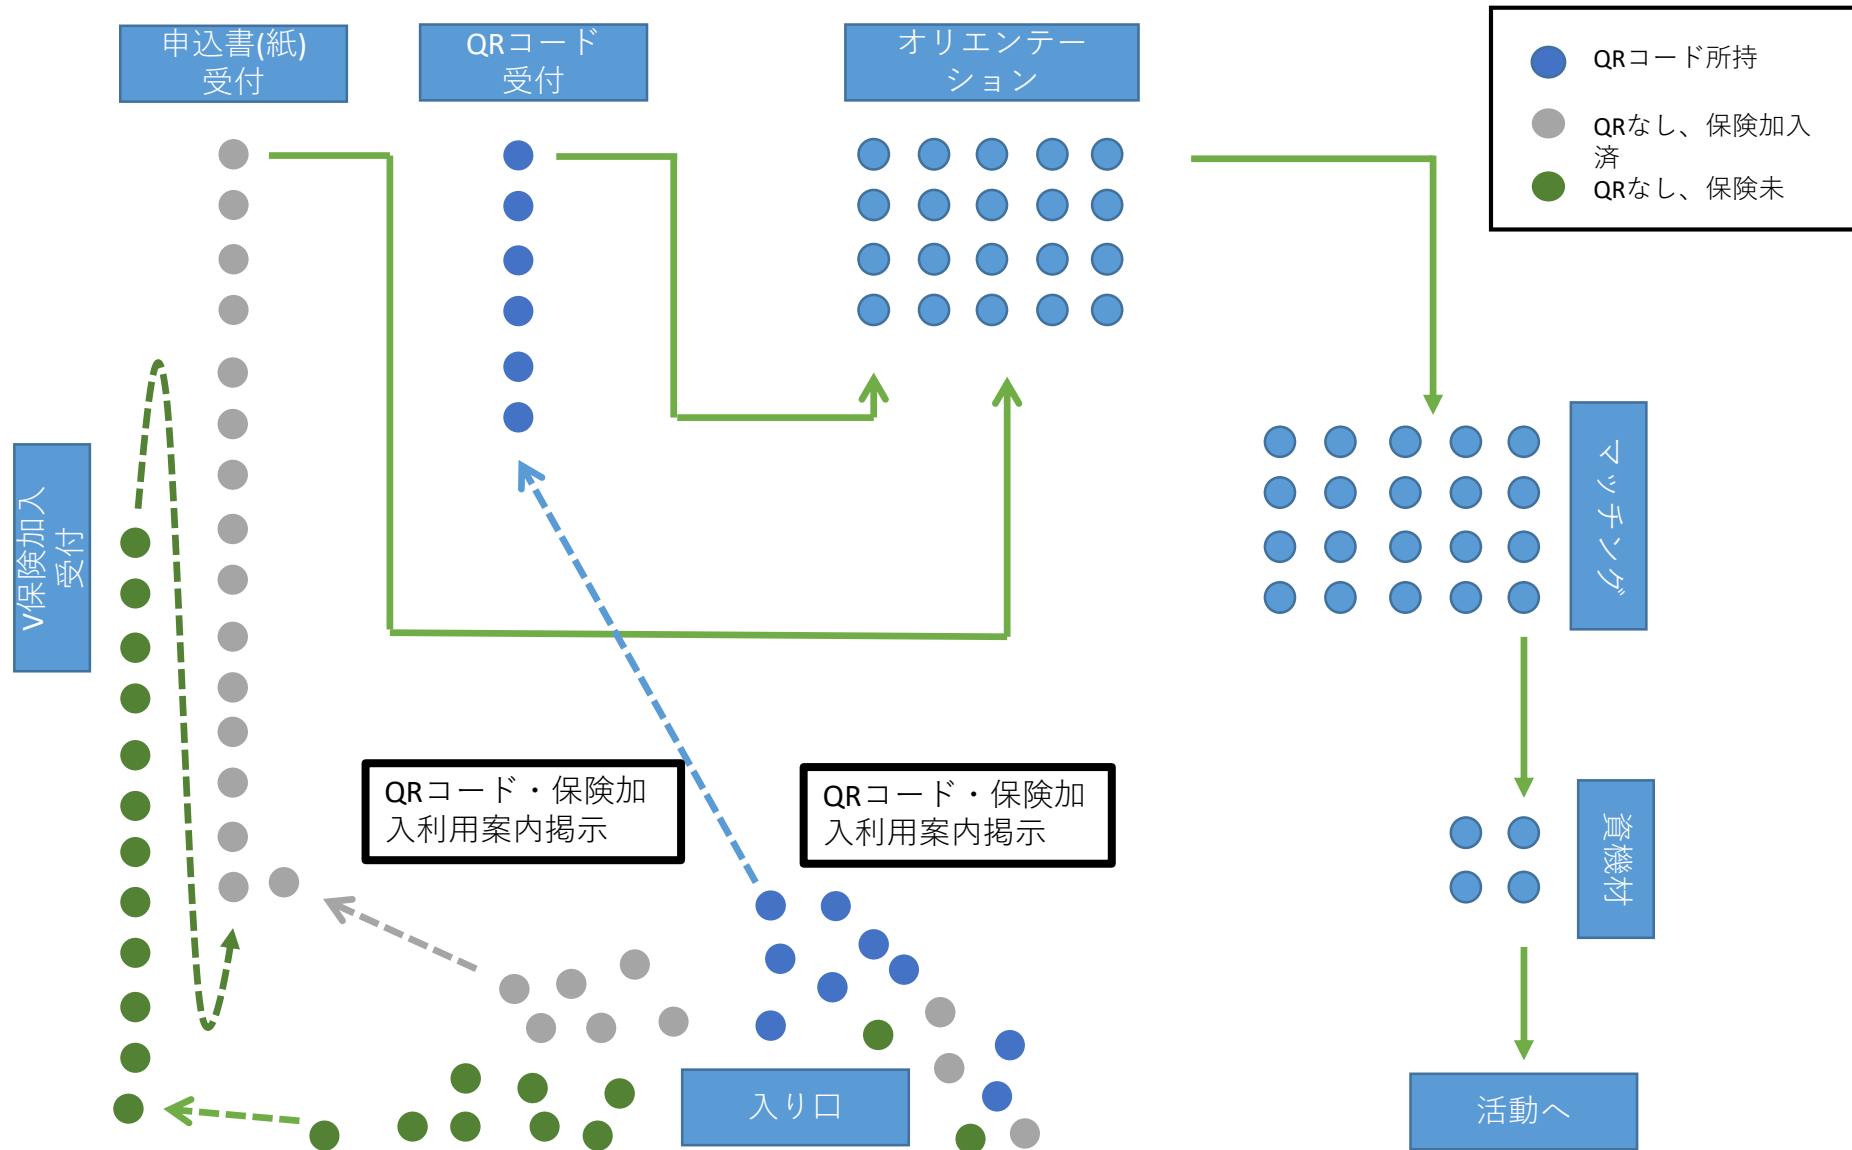 申込書(紙)
受付
QRコード
受付
オリエンテー
ション
QRコード所持
QRなし、保険加入
済
QRなし、保険未
V保険加入
受付
マッチング
QRコード・保険加
入利用案内掲示
QRコード・保険加
入利用案内掲示
資機材
入り口
活動へ